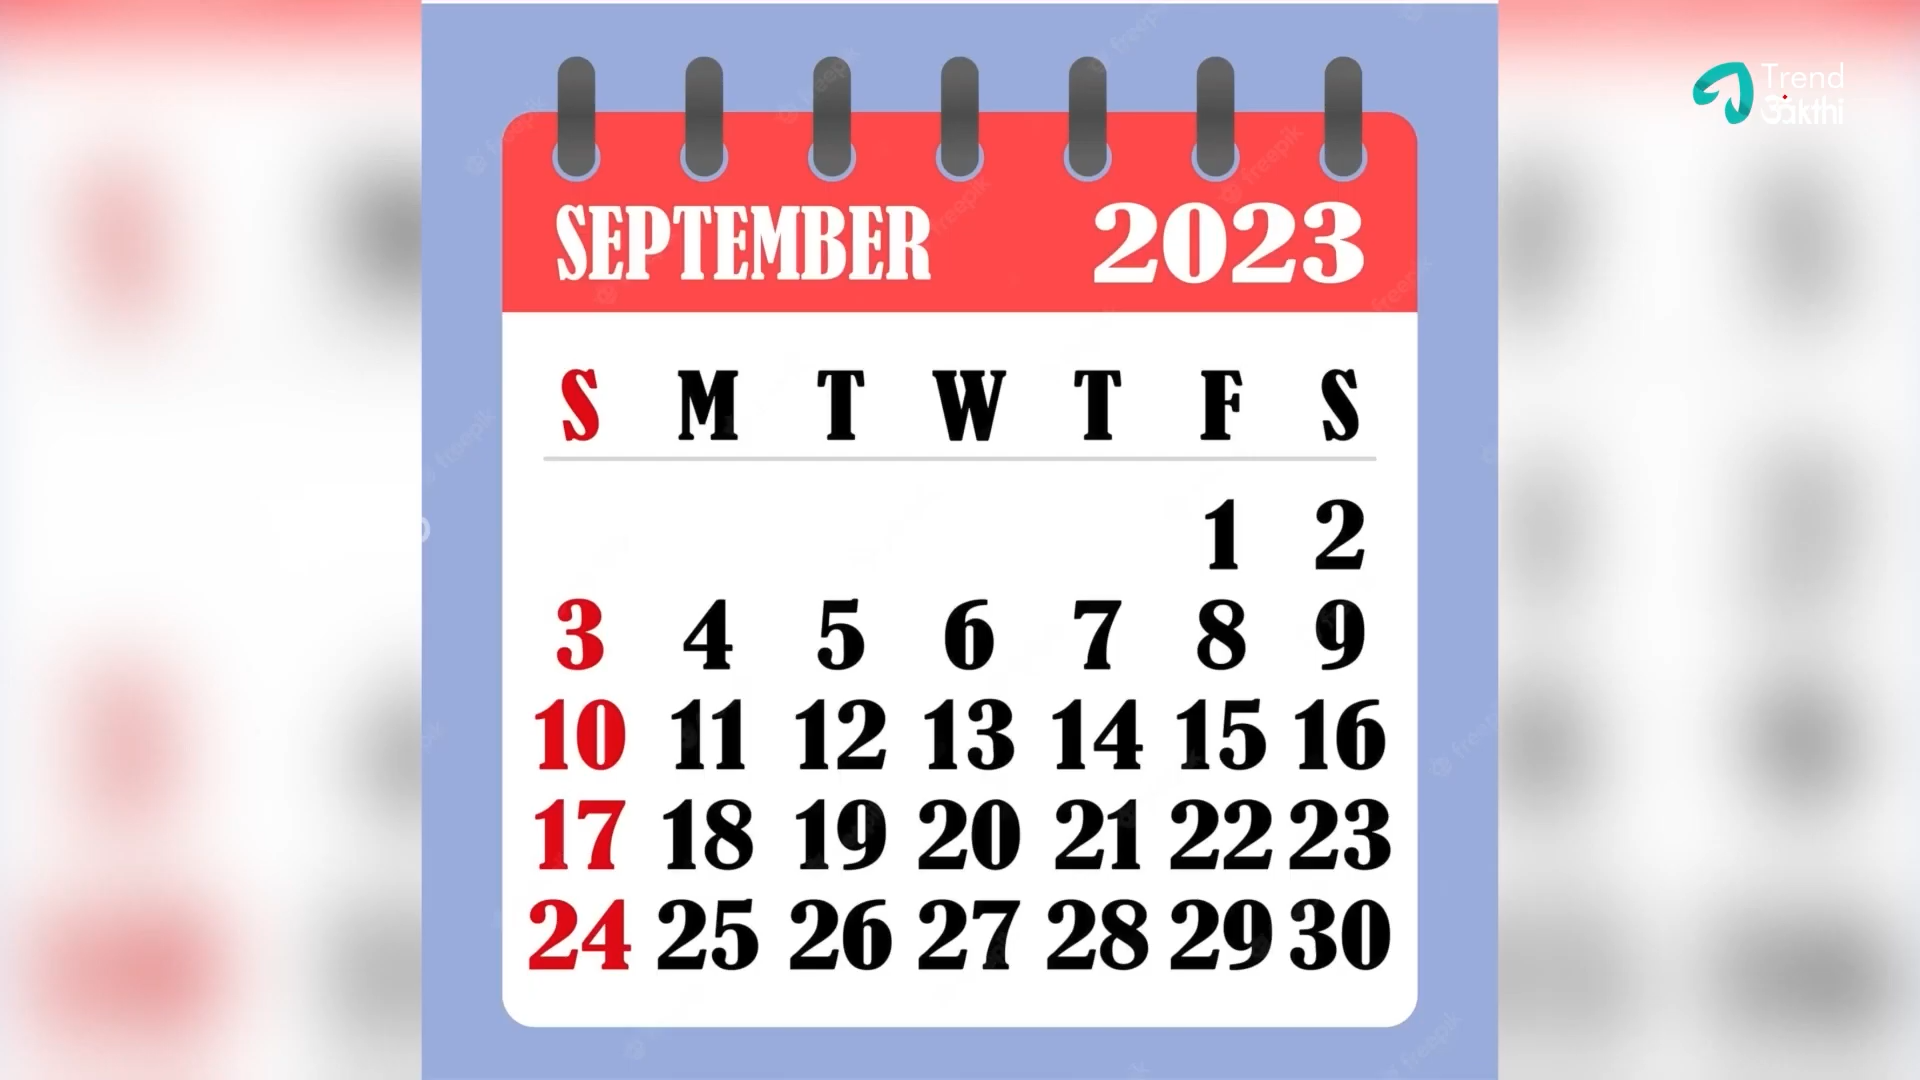 Trend
SEPTEMBER 2023
S M T W T F S
1 2
3 4 5 6 7 8 9
10 11 12 13 14 15 16
17 18 19 20 21 22 23
24 25 26 27 28 29 30
freepik